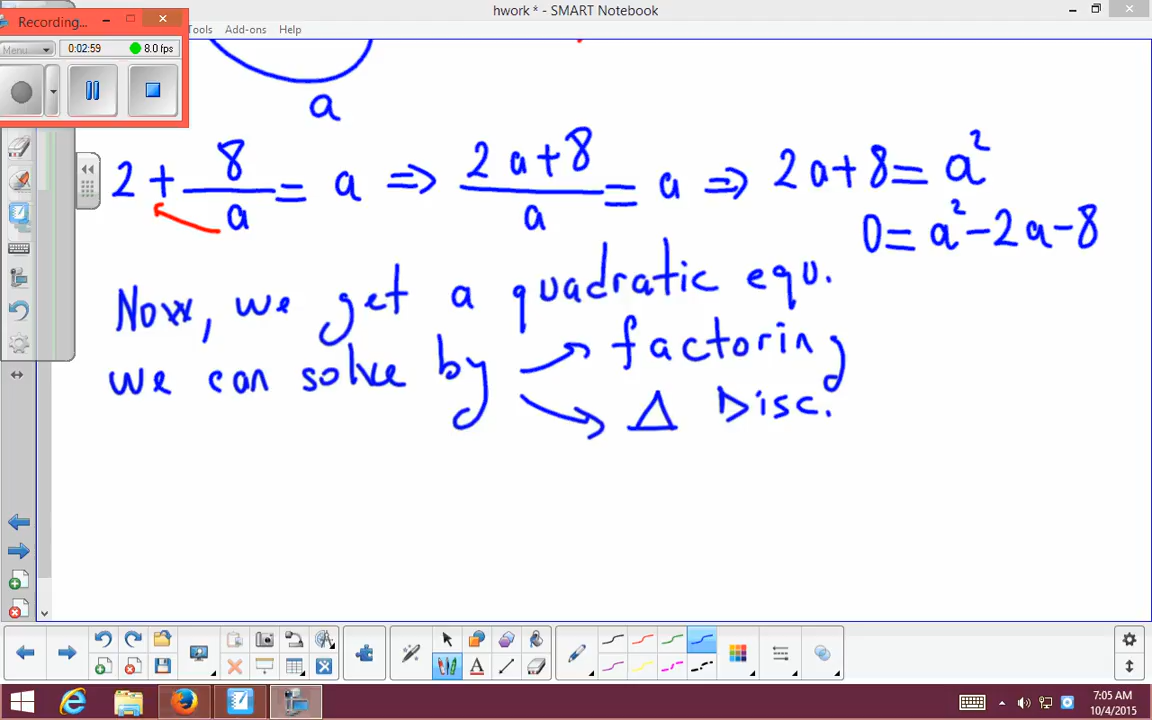 hwork * - SMART Notebook
Recording...
Tools Add-ons Help
Menu 0:02:59 8.0 fps
a
2 + 8/a = a ⇒ (2a+8)/a = a ⇒ 2a+8 = a²
0 = a² - 2a - 8
Now, we get a quadratic equ.
we can solve by → factoring
→ Δ Disc.
A
7:05 AM
10/4/2015